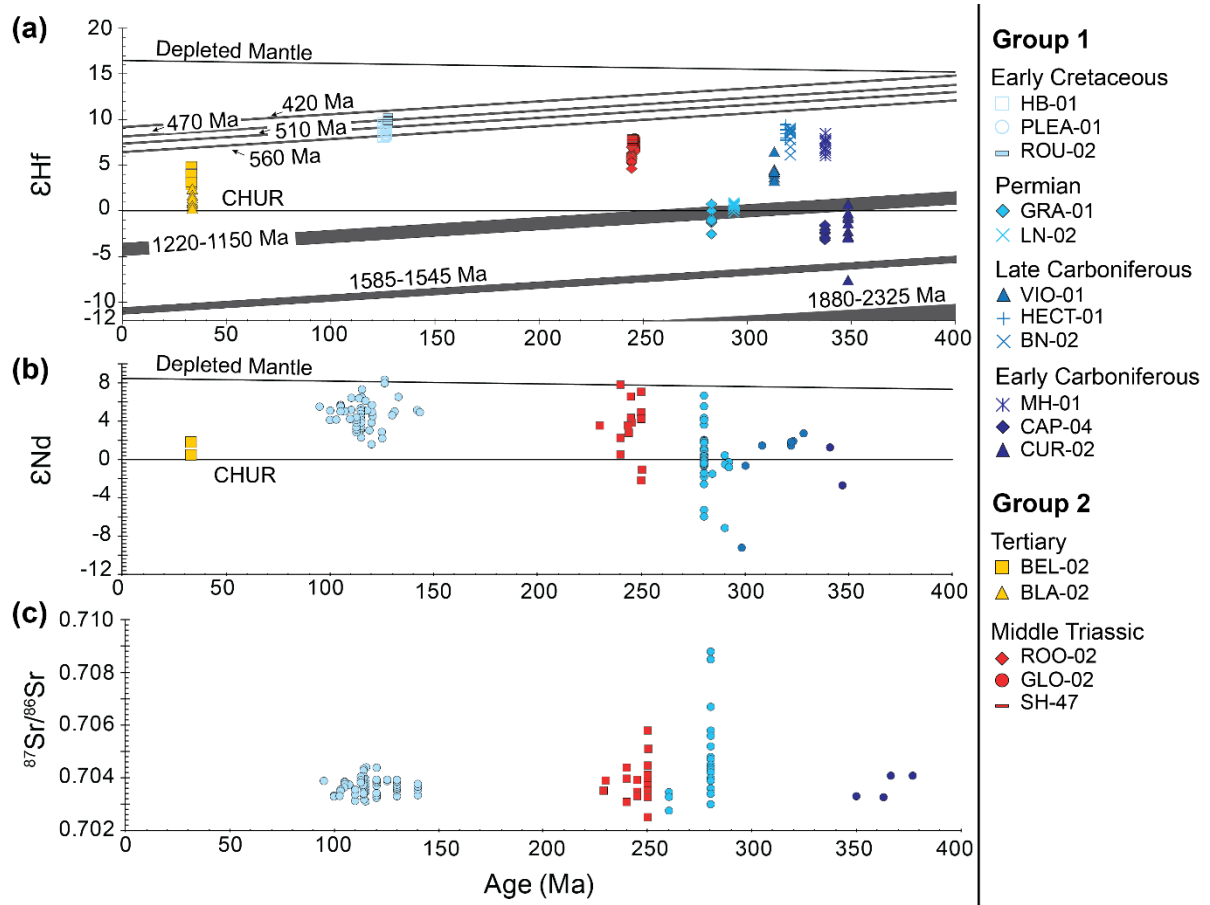 (a)
20
15
10
5
0
-5
-10
-12
εHf
Depleted Mantle
420 Ma
470 Ma
510 Ma
560 Ma
CHUR
1220-1150 Ma
1585-1545 Ma
1880-2325 Ma
0 50 100 150 200 250 300 350 400
(b)
8
4
0
-4
-8
-12
εNd
Depleted Mantle
CHUR
0 50 100 150 200 250 300 350 400
(c)
0.710
0.708
0.706
0.704
0.702
⁸⁷Sr/⁸⁶Sr
0 50 100 150 200 250 300 350 400
Age (Ma)
Group 1
Early Cretaceous
HB-01
PLEA-01
ROU-02
Permian
GRA-01
LN-02
Late Carboniferous
VIO-01
HECT-01
BN-02
Early Carboniferous
MH-01
CAP-04
CUR-02
Group 2
Tertiary
BEL-02
BLA-02
Middle Triassic
ROO-02
GLO-02
SH-47